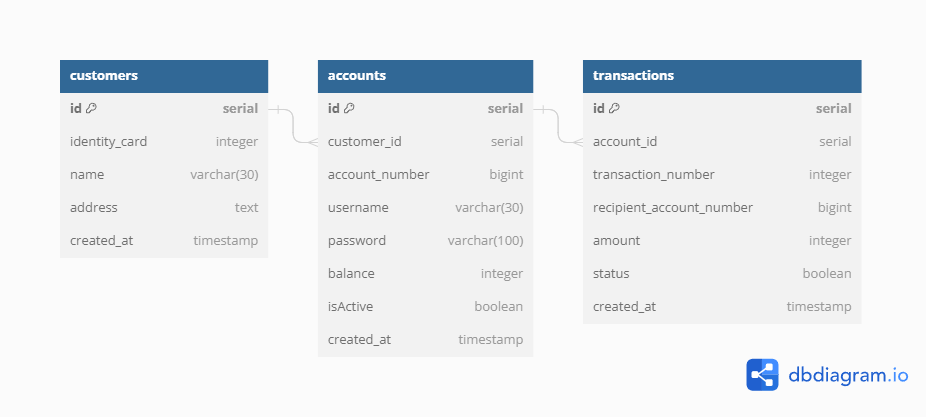 customers
id serial
identity_card integer
name varchar(30)
address text
created_at timestamp
accounts
id serial
customer_id serial
account_number bigint
username varchar(30)
password varchar(100)
balance integer
isActive boolean
created_at timestamp
transactions
id serial
account_id serial
transaction_number integer
recipient_account_number bigint
amount integer
status boolean
created_at timestamp
dbdiagram.io